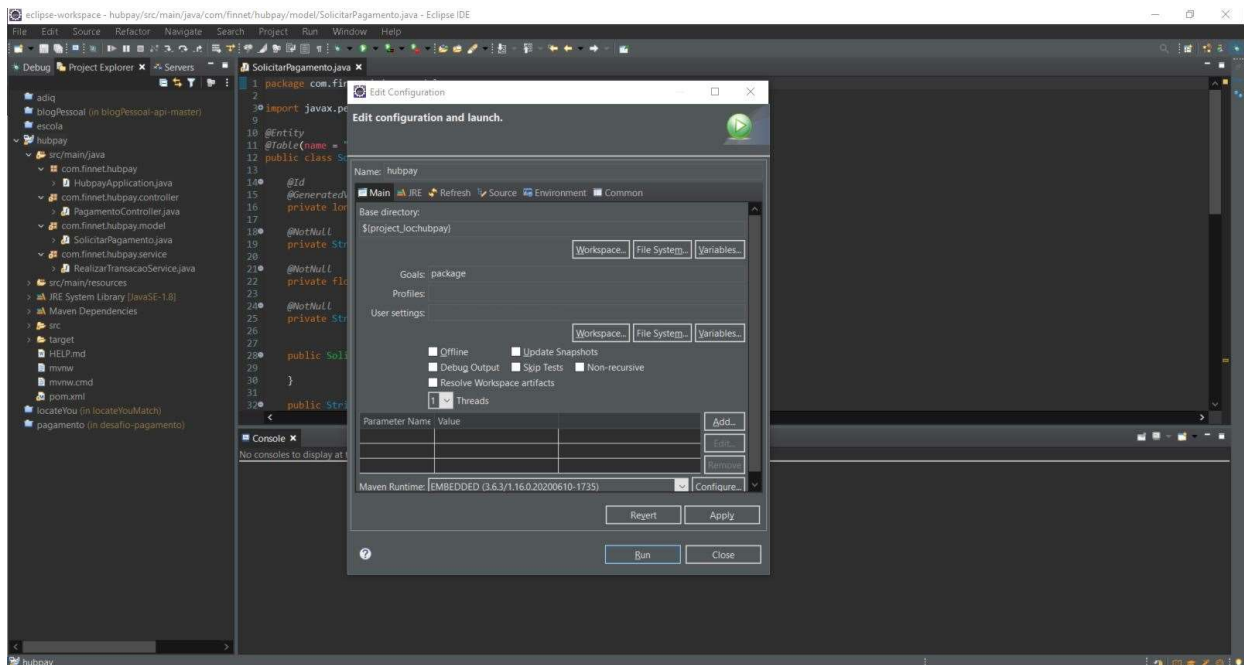 eclipse-workspace - hubpay/src/main/java/com/finnet/hubpay/model/SolicitarPagamento.java - Eclipse IDE
File Edit Source Refactor Navigate Search Project Run Window Help
Debug Project Explorer Servers
adiq
blogPessoal (in blogPessoal-api-master)
escola
hubpay
src/main/java
com.finnet.hubpay
HubpayApplication.java
com.finnet.hubpay.controller
PagamentoController.java
com.finnet.hubpay.model
SolicitarPagamento.java
com.finnet.hubpay.service
RealizarTransacaoService.java
src/main/resources
JRE System Library [JavaSE-1.8]
Maven Dependencies
src
target
HELP.md
mvnw
mvnw.cmd
pom.xml
locateYou (in locateYouMatch)
pagamento (in desafio-pagamento)
SolicitarPagamento.java
1 package com.fin
2
3 import javax.pe
9
10 @Entity
11 @Table(name = "
12 public class So
13
14 @Id
15 @GeneratedV
16 private lon
17
18 @NotNull
19 private Str
20
21 @NotNull
22 private flo
23
24 @NotNull
25 private Str
26
27
28 public Soli
29
30 }
31
32 public Stri
Console
No consoles to display at t
Edit Configuration
Edit configuration and launch.
Name: hubpay
Main JRE Refresh Source Environment Common
Base directory:
${project_loc:hubpay}
Workspace... File System... Variables...
Goals: package
Profiles:
User settings:
Workspace... File System... Variables...
Offline Update Snapshots
Debug Output Skip Tests Non-recursive
Resolve Workspace artifacts
1 Threads
Parameter Name Value
Add...
Edit...
Remove
Maven Runtime: EMBEDDED (3.6.3/1.16.0.20200610-1735) Configure...
Revert Apply
Run Close
hubpay